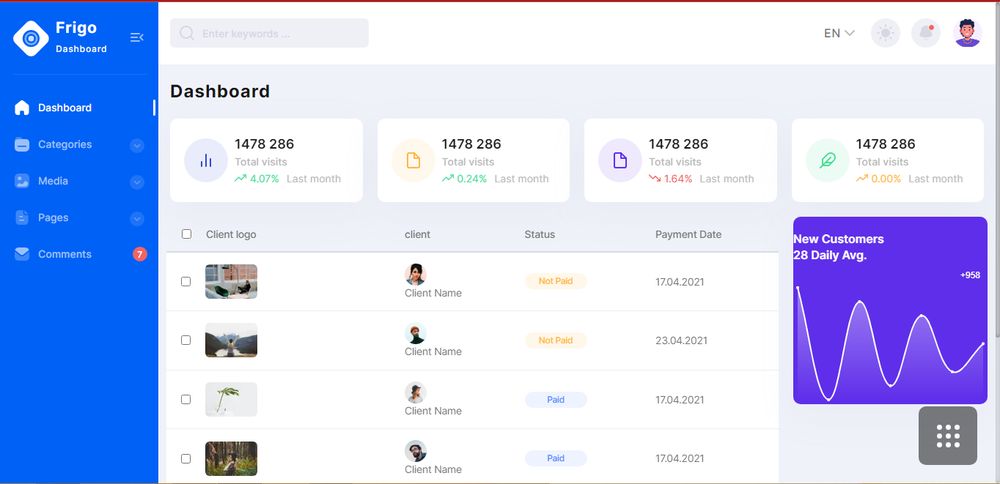 Frigo
Dashboard
Enter keywords ...
EN
Dashboard
Categories
Media
Pages
Comments
7
Dashboard
1478 286
Total visits
4.07% Last month
1478 286
Total visits
0.24% Last month
1478 286
Total visits
1.64% Last month
1478 286
Total visits
0.00% Last month
Client logo client Status Payment Date
Client Name Not Paid 17.04.2021
Client Name Not Paid 23.04.2021
Client Name Paid 17.04.2021
Client Name Paid 17.04.2021
New Customers
28 Daily Avg.
+958